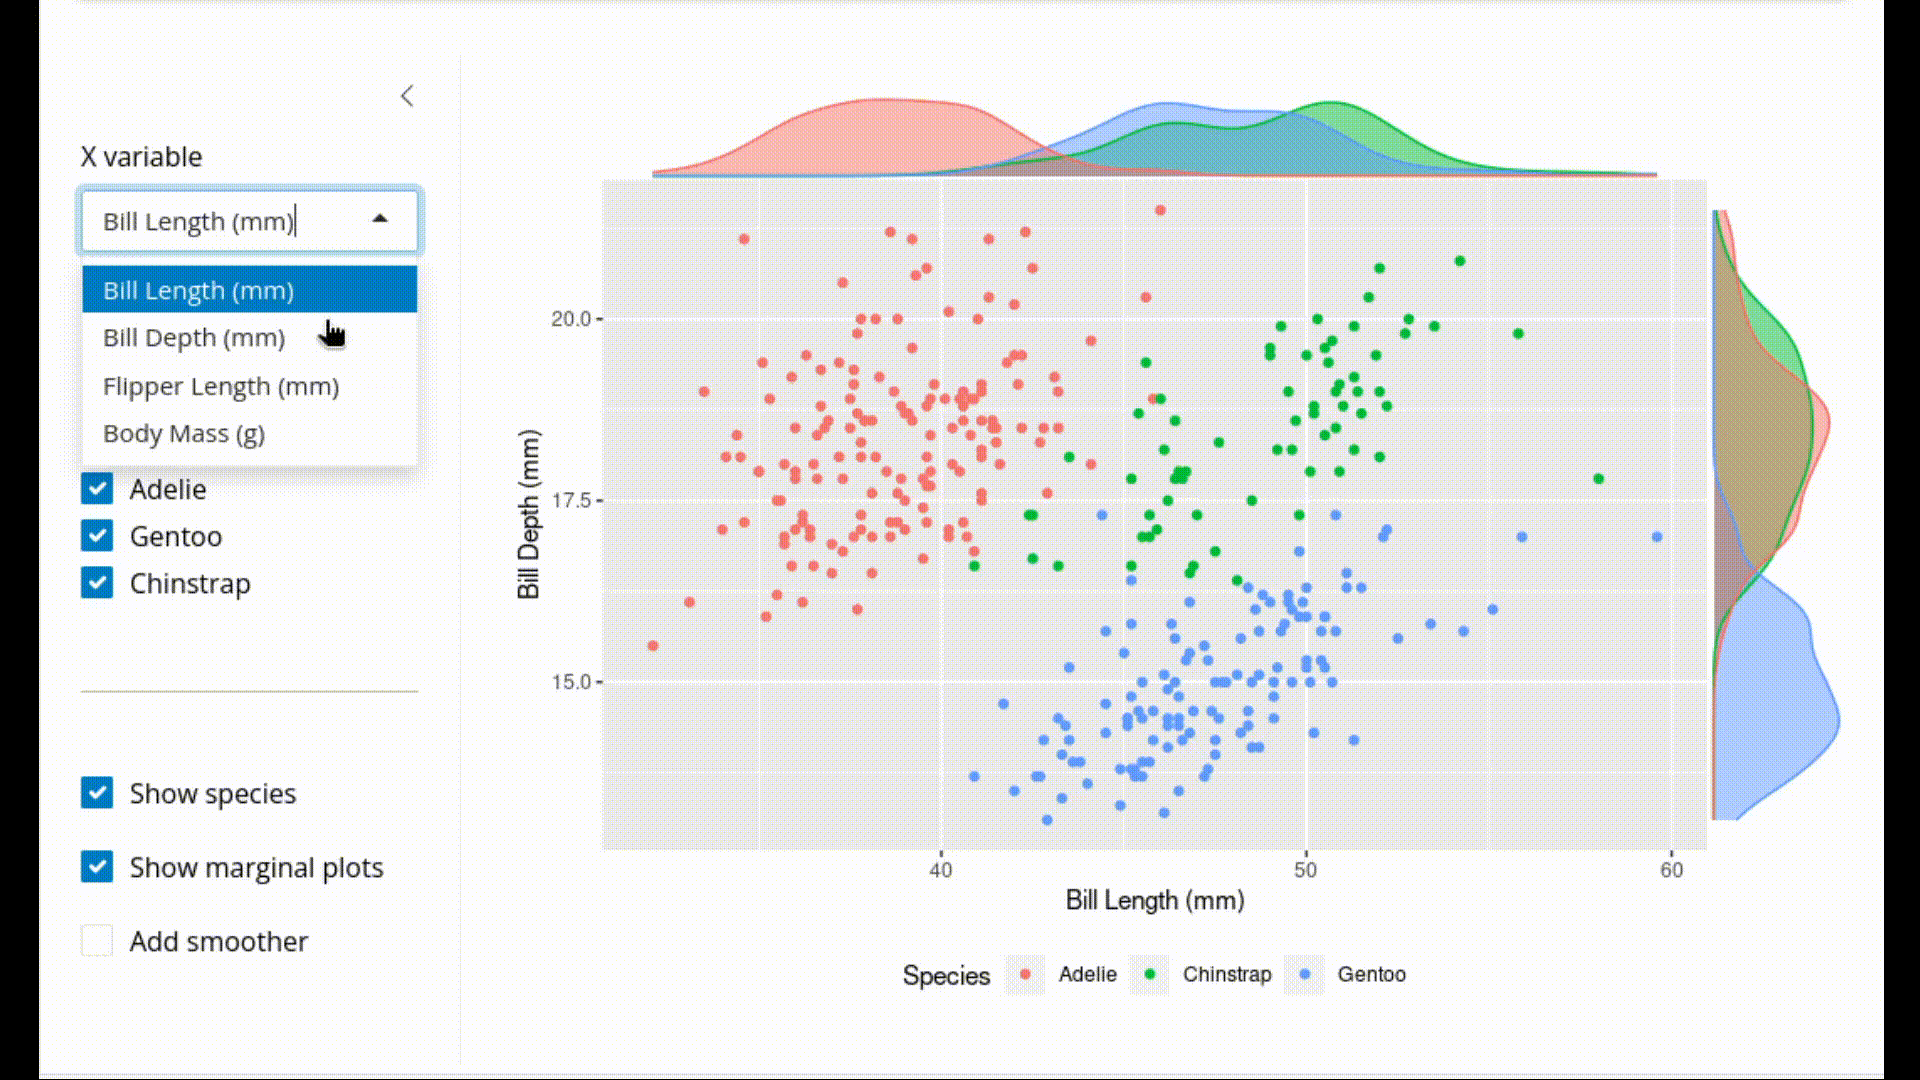 X variable
Bill Length (mm)
Bill Length (mm)
Bill Depth (mm)
Flipper Length (mm)
Body Mass (g)
Adelie
Gentoo
Chinstrap
Show species
Show marginal plots
Add smoother
Bill Depth (mm)
20.0
17.5
15.0
40 50 60
Bill Length (mm)
Species Adelie Chinstrap Gentoo